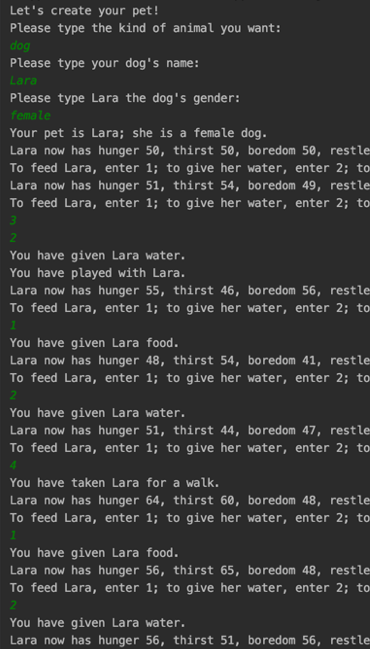 Let's create your pet!
Please type the kind of animal you want:
dog
Please type your dog's name:
Lara
Please type Lara the dog's gender:
female
Your pet is Lara; she is a female dog.
Lara now has hunger 50, thirst 50, boredom 50, restle
To feed Lara, enter 1; to give her water, enter 2; to
Lara now has hunger 51, thirst 54, boredom 49, restle
To feed Lara, enter 1; to give her water, enter 2; to
3
2
You have given Lara water.
You have played with Lara.
Lara now has hunger 55, thirst 46, boredom 56, restle
To feed Lara, enter 1; to give her water, enter 2; to
1
You have given Lara food.
Lara now has hunger 48, thirst 54, boredom 41, restle
To feed Lara, enter 1; to give her water, enter 2; to
2
You have given Lara water.
Lara now has hunger 51, thirst 44, boredom 47, restle
To feed Lara, enter 1; to give her water, enter 2; to
4
You have taken Lara for a walk.
Lara now has hunger 64, thirst 60, boredom 48, restle
To feed Lara, enter 1; to give her water, enter 2; to
1
You have given Lara food.
Lara now has hunger 56, thirst 65, boredom 48, restle
To feed Lara, enter 1; to give her water, enter 2; to
2
You have given Lara water.
Lara now has hunger 56, thirst 51, boredom 56, restle